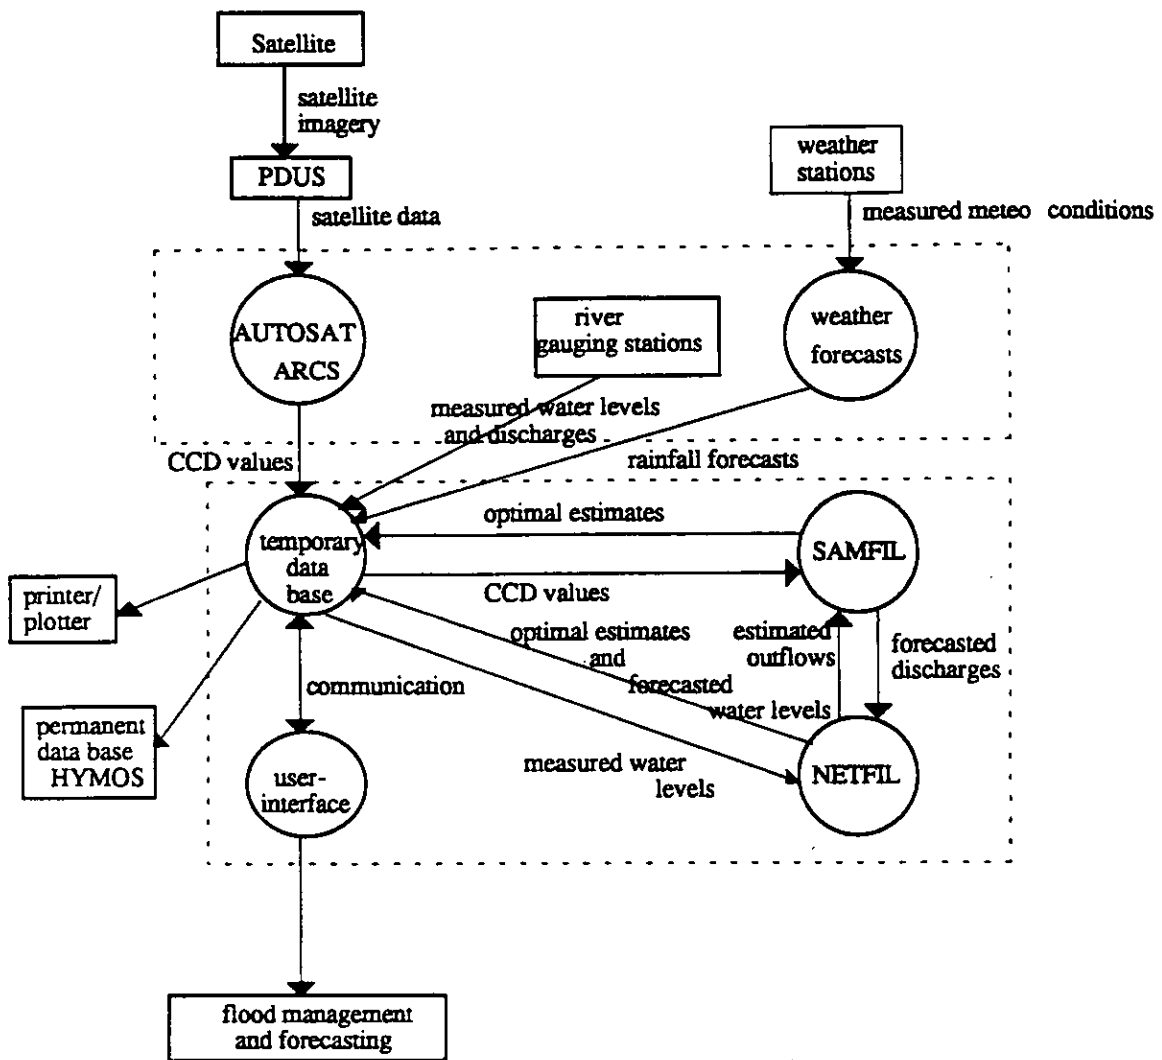 Satellite
satellite
imagery
PDUS
satellite data
weather
stations
measured meteo conditions
AUTOSAT
ARCS
river
gauging stations
weather
forecasts
measured water levels
and discharges
CCD values
rainfall forecasts
temporary
data
base
optimal estimates
SAMFIL
CCD values
printer/
plotter
optimal estimates
and
forecasted
water levels
estimated
outflows
forecasted
discharges
communication
permanent
data base
HYMOS
user-
interface
measured water
levels
NETFIL
flood management
and forecasting